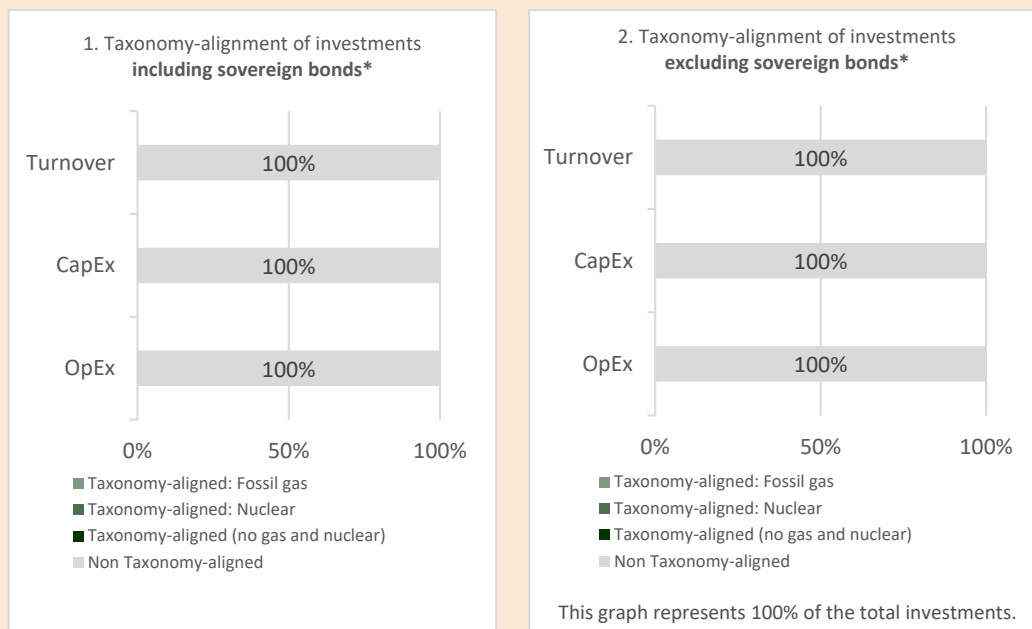 1. Taxonomy-alignment of investments
including sovereign bonds*
Turnover
100%
CapEx
100%
OpEx
100%
0%
50%
100%
Taxonomy-aligned: Fossil gas
Taxonomy-aligned: Nuclear
Taxonomy-aligned (no gas and nuclear)
Non Taxonomy-aligned
2. Taxonomy-alignment of investments
excluding sovereign bonds*
Turnover
100%
CapEx
100%
OpEx
100%
0%
50%
100%
Taxonomy-aligned: Fossil gas
Taxonomy-aligned: Nuclear
Taxonomy-aligned (no gas and nuclear)
Non Taxonomy-aligned
This graph represents 100% of the total investments.